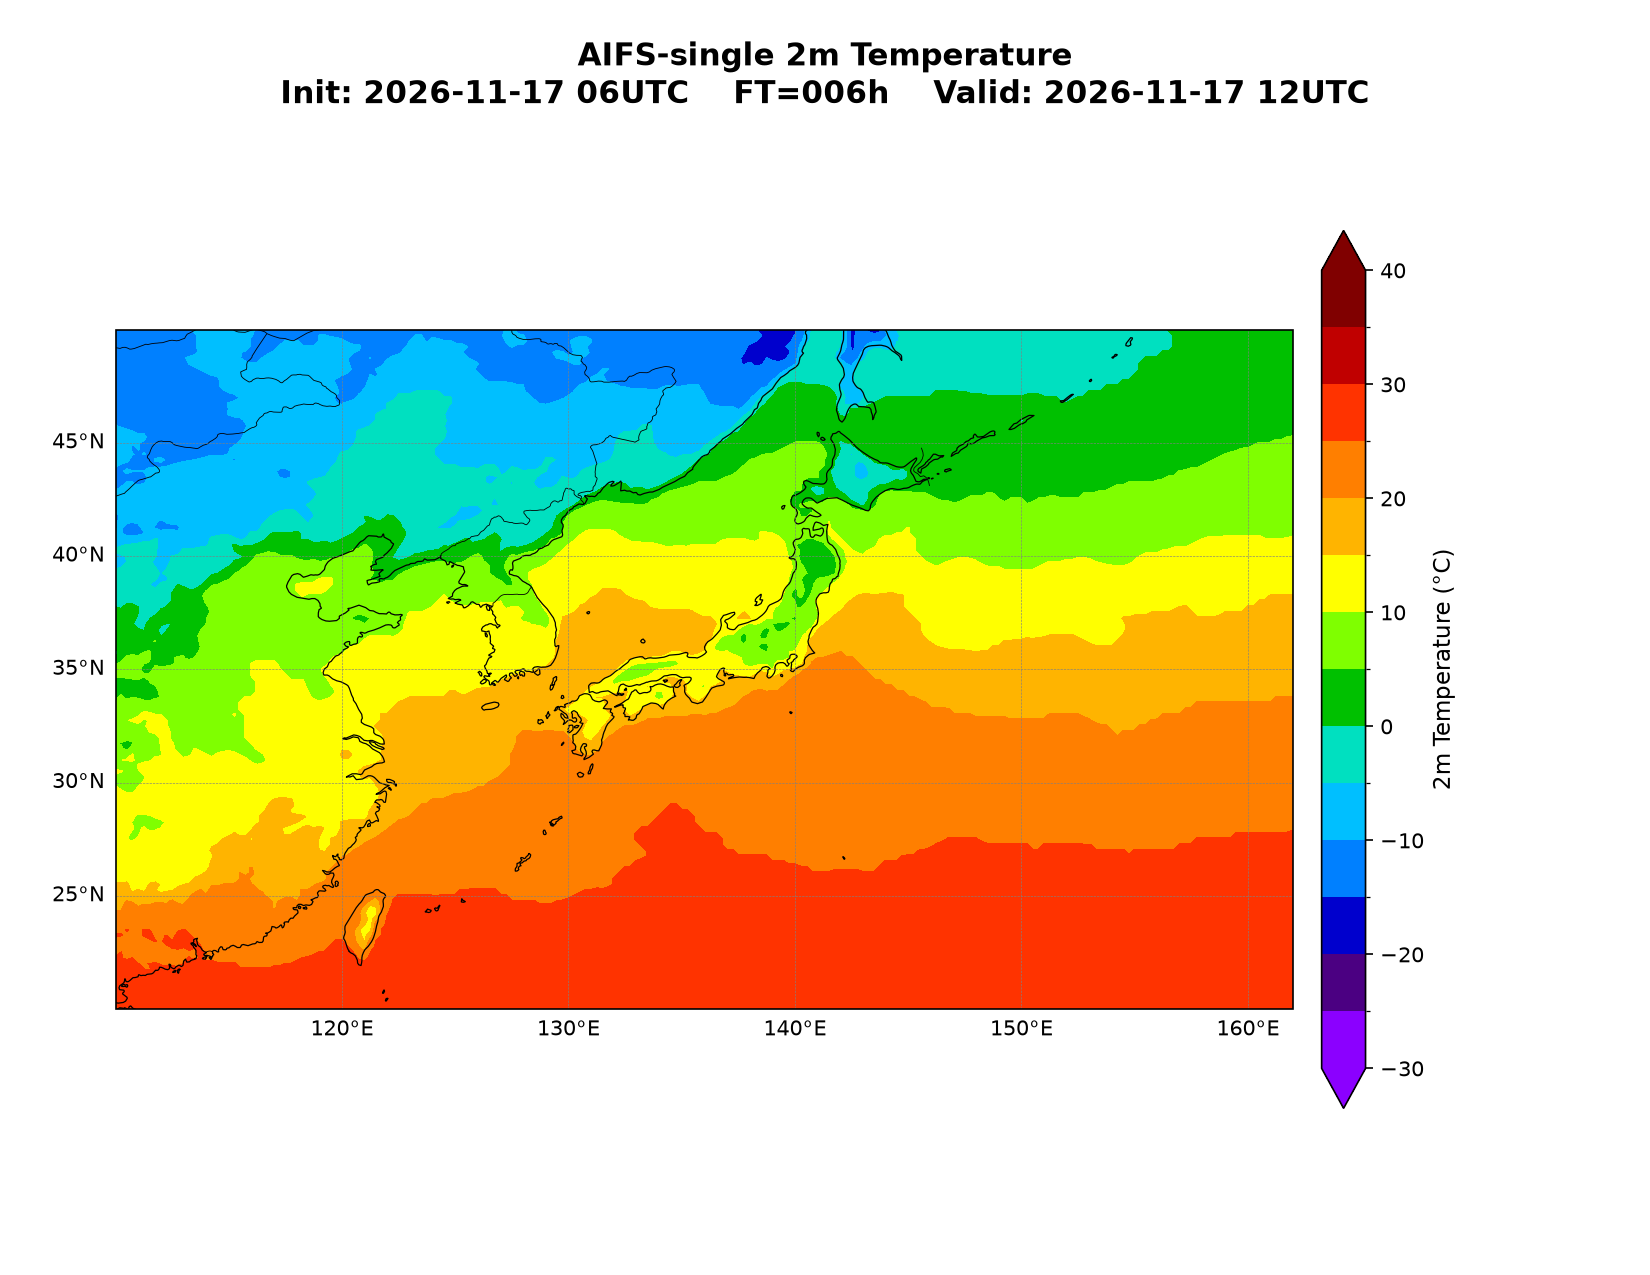 AIFS-single 2m Temperature
Init: 2026-11-17 06UTC    FT=006h    Valid: 2026-11-17 12UTC
45°N
40°N
35°N
30°N
25°N
120°E
130°E
140°E
150°E
160°E
40
30
20
10
0
−10
−20
−30
2m Temperature (°C)